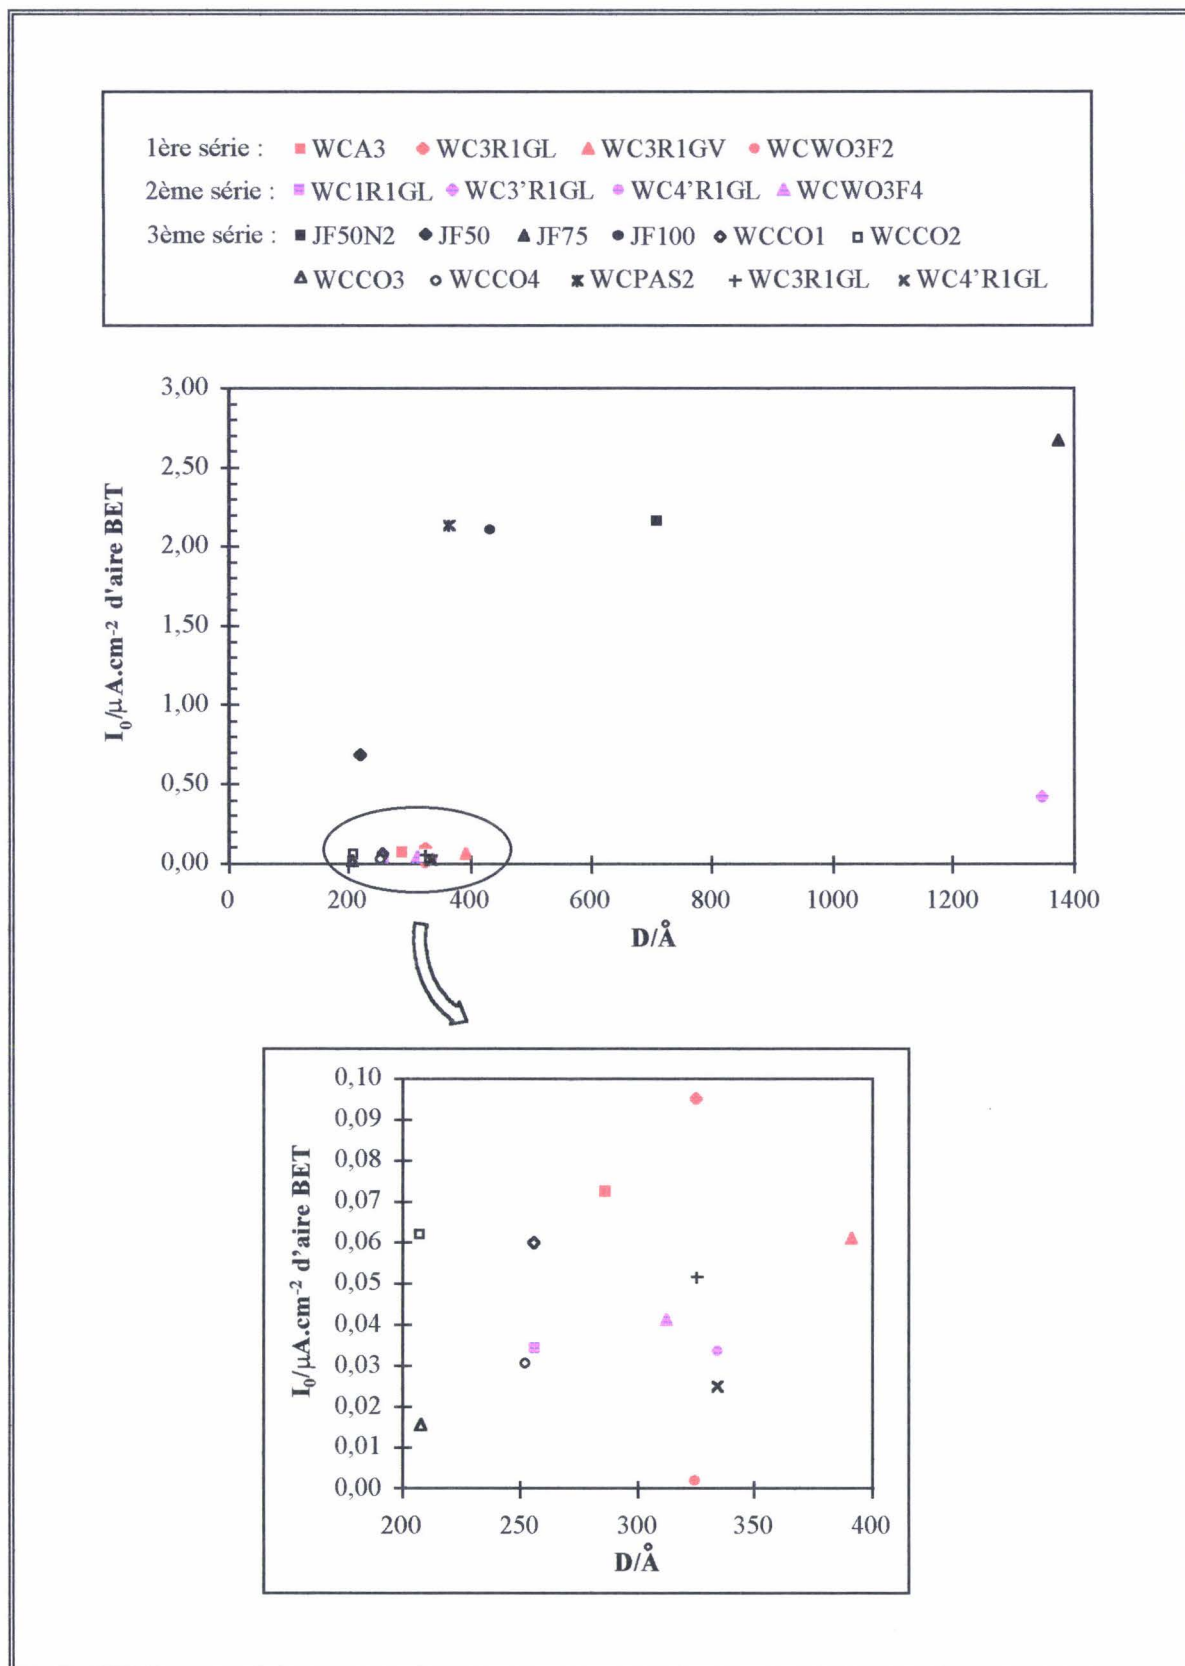 1ère série : WCA3 WC3R1GL WC3R1GV WCWO3F2
2ème série : WC1R1GL WC3’R1GL WC4’R1GL WCWO3F4
3ème série : JF50N2 JF50 JF75 JF100 WCCO1 WCCO2
WCCO3 WCCO4 WCPAS2 WC3R1GL WC4’R1GL
3,00
2,50
2,00
1,50
1,00
0,50
0,00
I₀/µA.cm⁻² d'aire BET
0 200 400 600 800 1000 1200 1400
D/Å
0,10
0,09
0,08
0,07
0,06
0,05
0,04
0,03
0,02
0,01
0,00
I₀/µA.cm⁻² d’aire BET
200 250 300 350 400
D/Å